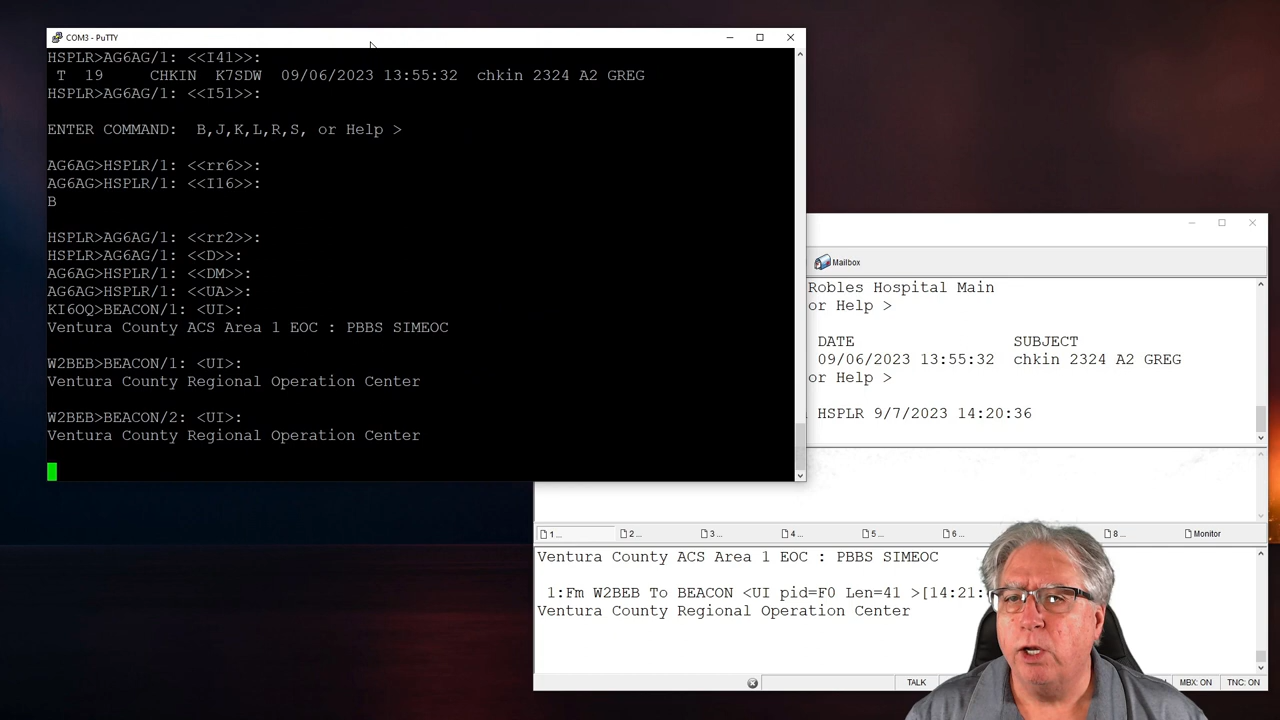 COM3 - PuTTY
HSPLR>AG6AG/1: <<I41>>:
T 19 CHKIN K7SDW 09/06/2023 13:55:32 chkin 2324 A2 GREG
HSPLR>AG6AG/1: <<I51>>:
ENTER COMMAND: B,J,K,L,R,S, or Help >
AG6AG>HSPLR/1: <<rr6>>:
AG6AG>HSPLR/1: <<I16>>:
B
HSPLR>AG6AG/1: <<rr2>>:
HSPLR>AG6AG/1: <<D>>:
AG6AG>HSPLR/1: <<DM>>:
AG6AG>HSPLR/1: <<UA>>:
KI6OQ>BEACON/1: <UI>:
Ventura County ACS Area 1 EOC : PBBS SIMEOC
W2BEB>BEACON/1: <UI>:
Ventura County Regional Operation Center
W2BEB>BEACON/2: <UI>:
Ventura County Regional Operation Center
Mailbox
Robles Hospital Main
or Help >
DATE SUBJECT
09/06/2023 13:55:32 chkin 2324 A2 GREG
or Help >
HSPLR 9/7/2023 14:20:36
1... 2... 3... 4... 5... 6... 8... Monitor
Ventura County ACS Area 1 EOC : PBBS SIMEOC
1:Fm W2BEB To BEACON <UI pid=F0 Len=41 >[14:21:
Ventura County Regional Operation Center
TALK MBX: ON TNC: ON